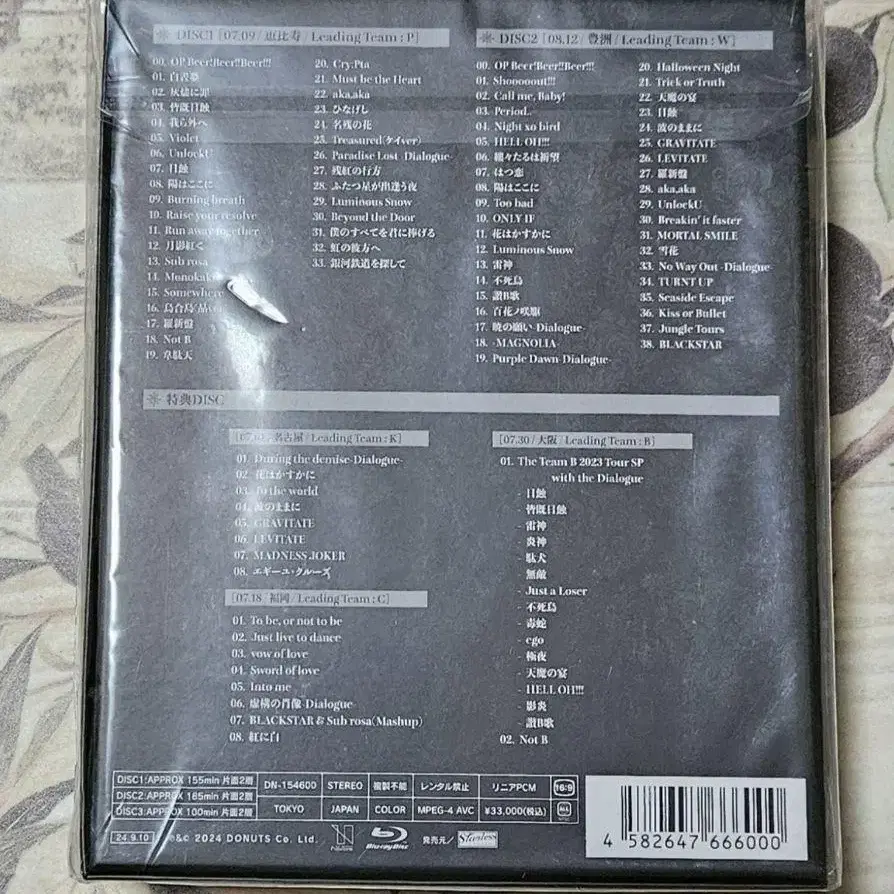 DISC1 [07.09 / 恵比寿 / Leading Team : P]
00. OP Beer!Beer!!Beer!!!
01. 白昼夢
02. 灰燼に罪
03. 皆既日蝕
04. 我ら外へ
05. Violet
06. UnlockU
07. 日蝕
08. 陽はここに
09. Burning breath
10. Raise your resolve
11. Run away together
12. 月影紅く
13. Sub rosa
14.
15. Somewhere
16.
17. 羅新盤
18. Not B
19. 韋駄天
20. Cry:Pta
21. Must be the Heart
22. aka,aka
23. ひなげし
24. 名残の花
25. Treasured(ケイver)
26. Paradise Lost -Dialogue-
27. 残紅の行方
28. ふたつ星が出逢う夜
29. Luminous Snow
30. Beyond the Door
31. 僕のすべてを君に捧げる
32. 虹の彼方へ
33. 銀河鉄道を探して
DISC2 [08.12 / 豊洲 / Leading Team : W]
00. OP Beer!Beer!!Beer!!!
01. Shooooout!!!
02. Call me, Baby!
03. Period..
04. Night xo bird
05. HELL OH!!!
06. 纏々たるは祈望
07. はつ恋
08. 陽はここに
09. Too bad
10. ONLY IF
11. 花はかすかに
12. Luminous Snow
13. 雷神
14. 不死鳥
15. 讃B歌
16. 百花ノ咲駆
17. 暁の願い-Dialogue-
18. -MAGNOLIA-
19. Purple Dawn-Dialogue-
20. Halloween Night
21. Trick or Truth
22. 天魔の宴
23. 日蝕
24. 波のままに
25. GRAVITATE
26. LEVITATE
27. 羅新盤
28. aka,aka
29. UnlockU
30. Breakin' it faster
31. MORTAL SMILE
32. 雪花
33. No Way Out -Dialogue-
34. TURNT UP
35. Seaside Escape
36. Kiss or Bullet
37. Jungle Tours
38. BLACKSTAR
特典DISC
名古屋 / Leading Team : K]
01. During the demise-Dialogue-
02. 花はかすかに
03. To the world
04. 波のままに
05. GRAVITATE
06. LEVITATE
07. MADNESS JOKER
08. エギーユ・クルーズ
[07.18 / 福岡 / Leading Team : C]
01. To be, or not to be
02. Just live to dance
03. vow of love
04. Sword of love
05. Into me
06. 虚構の肖像-Dialogue-
07. BLACKSTAR & Sub rosa(Mashup)
08. 紅に白
[07.30 / 大阪 / Leading Team : B]
01. The Team B 2023 Tour SP
with the Dialogue
- 日蝕
- 皆既日蝕
- 雷神
- 炎神
- 駄犬
- 無敵
- Just a Loser
- 不死鳥
- 毒蛇
- ego
- 極夜
- 天魔の宴
- HELL OH!!!
- 影炎
- 讃B歌
02. Not B
DISC1:APPROX 155min 片面2層
DISC2:APPROX 165min 片面2層
DISC3:APPROX 100min 片面2層
DN-154600 STEREO 複製不能 レンタル禁止 リニアPCM 16:9
TOKYO JAPAN COLOR MPEG-4 AVC ¥33,000(税込) ALL
24.9.10 ℗&© 2024 DONUTS Co. Ltd. Blu-ray Disc 発売元/ Starless
4 582647 666000